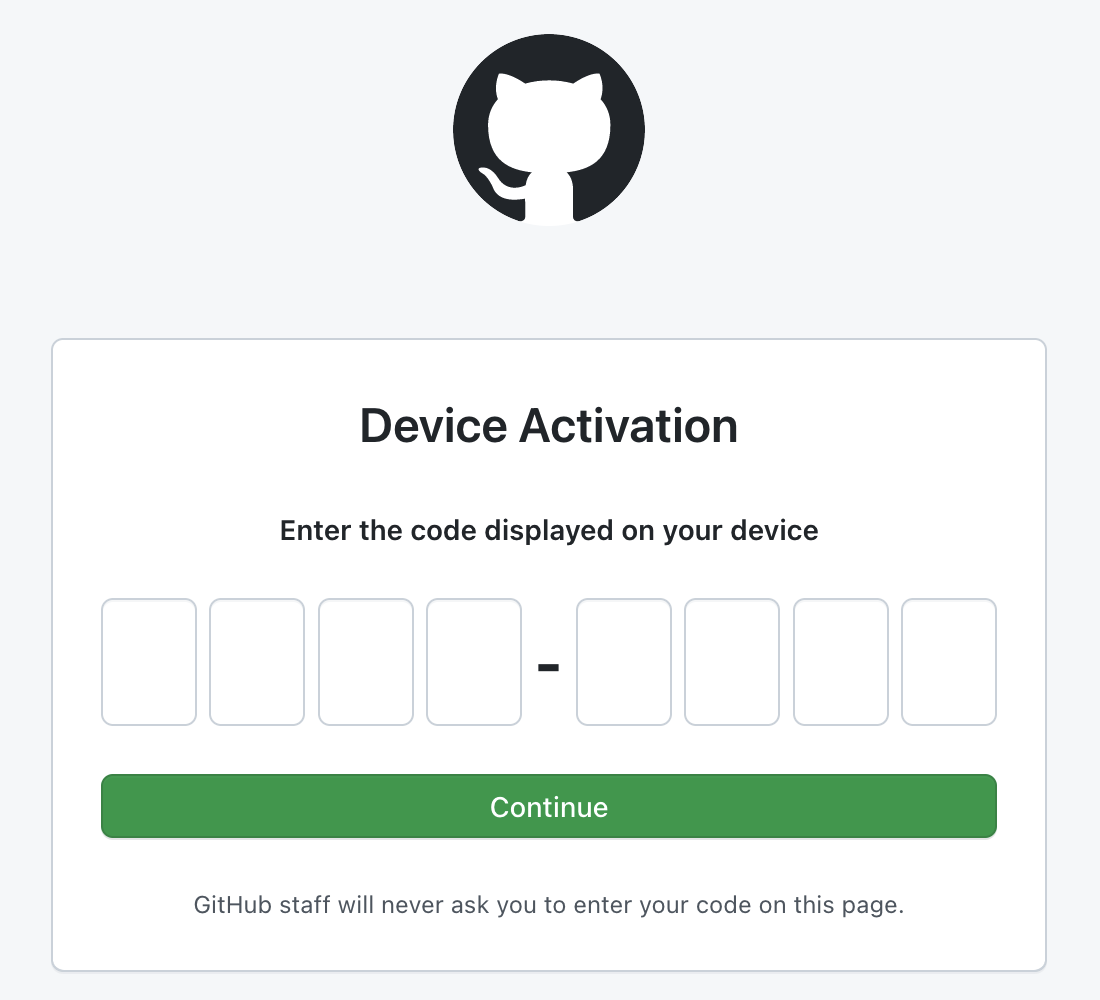 Device Activation
Enter the code displayed on your device
-
Continue
GitHub staff will never ask you to enter your code on this page.